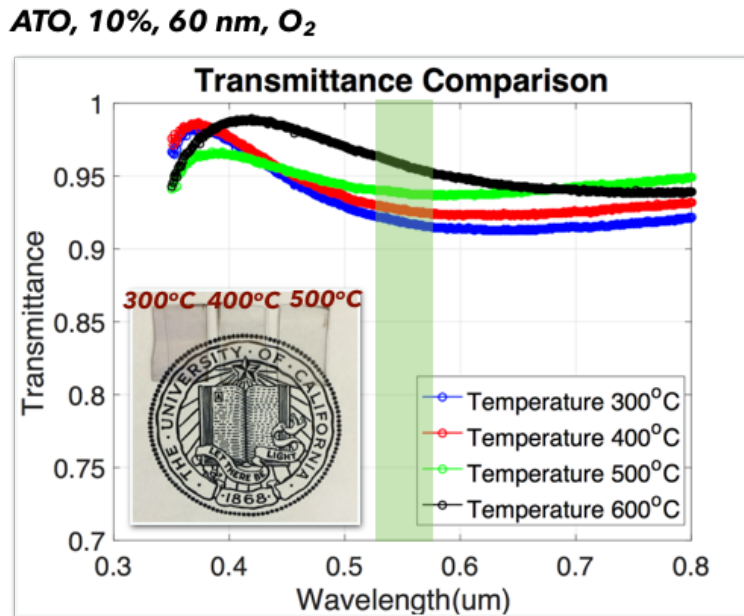 ATO, 10%, 60 nm, O₂
Transmittance Comparison
1
0.95
0.9
0.85
0.8
0.75
0.7
Transmittance
300°C 400°C 500°C
THE · UNIVERSITY · OF · CALIFORNIA
LET THERE BE
LIGHT
·1868·
Temperature 300°C
Temperature 400°C
Temperature 500°C
Temperature 600°C
0.3 0.4 0.5 0.6 0.7 0.8
Wavelength(um)